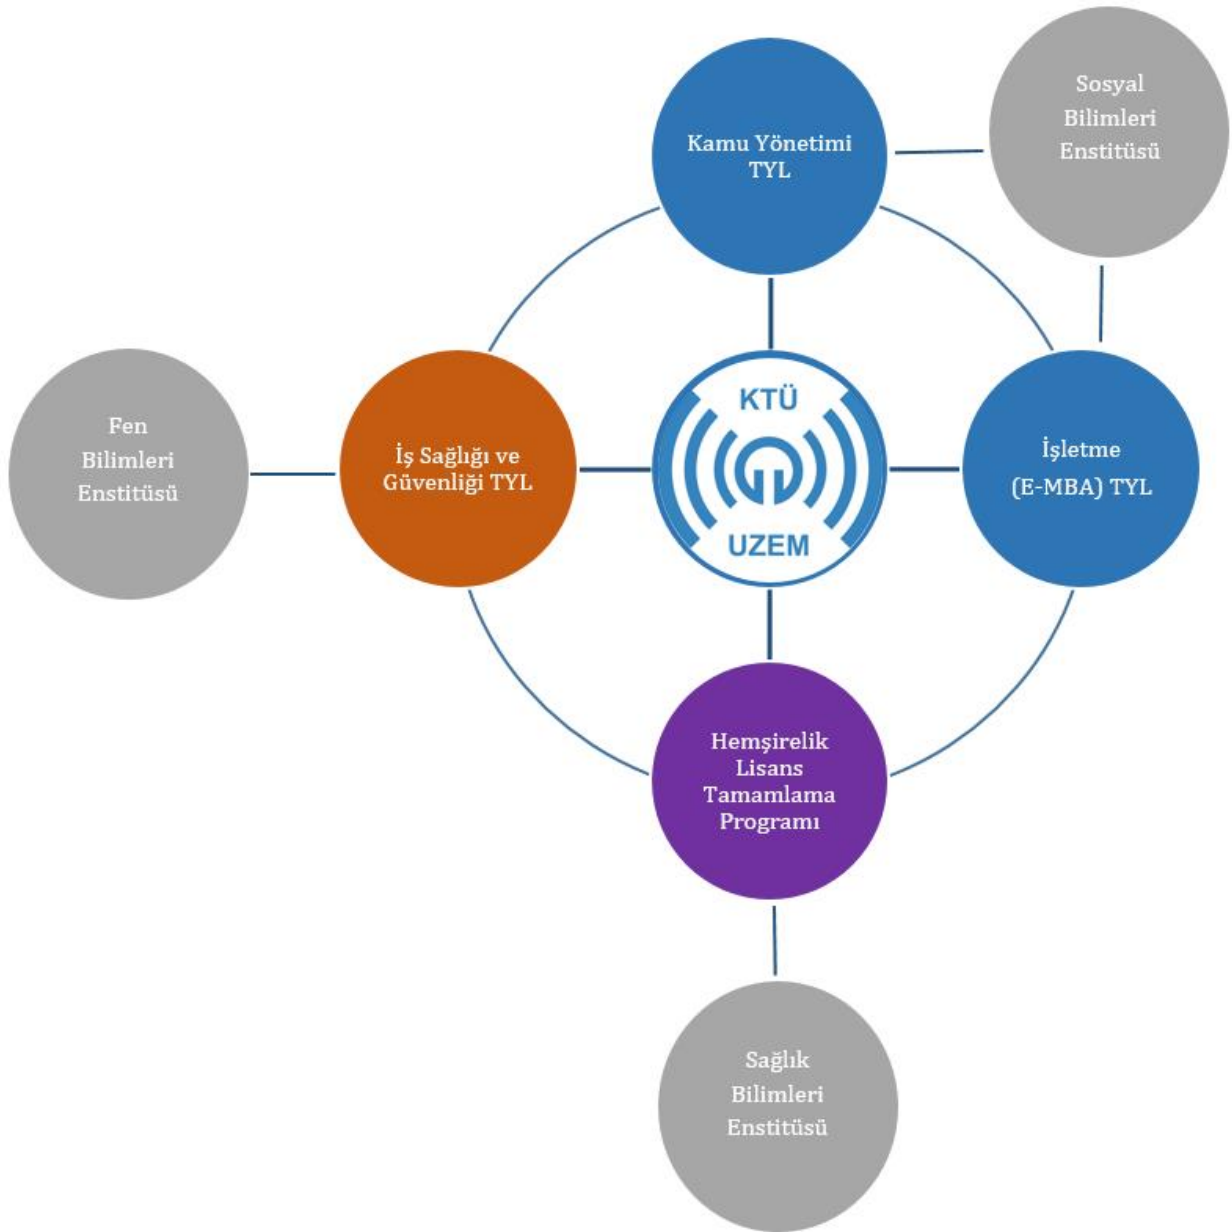 Sosyal
Bilimleri
Enstitüsü
Kamu Yönetimi
TYL
Fen
Bilimleri
Enstitüsü
İş Sağlığı ve
Güvenliği TYL
KTÜ
UZEM
İşletme
(E-MBA) TYL
Hemşirelik
Lisans
Tamamlama
Programı
Sağlık
Bilimleri
Enstitüsü